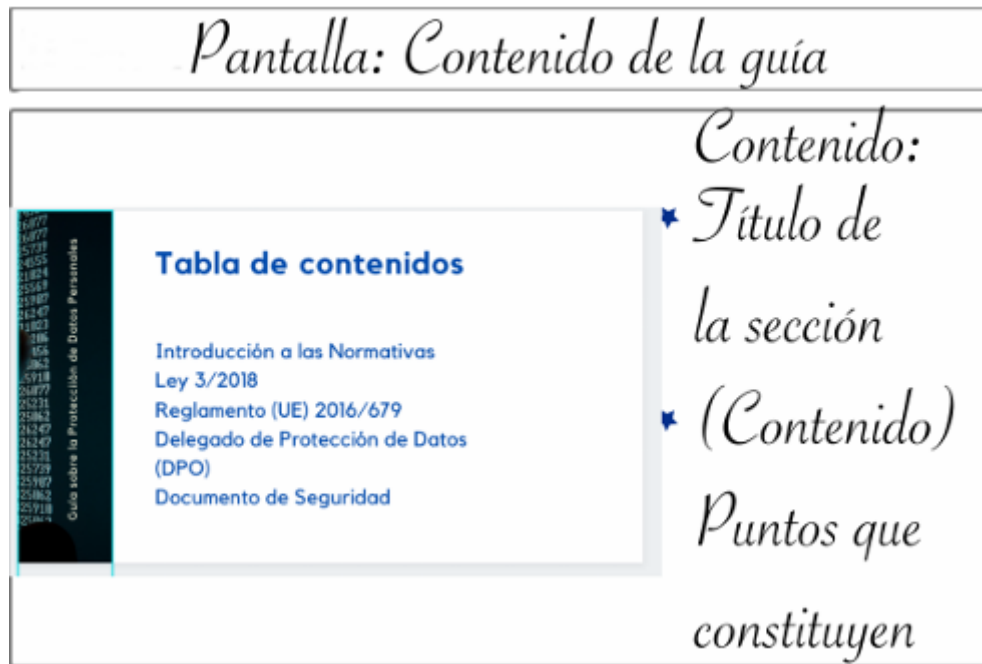 Pantalla: Contenido de la guía
Guía sobre la Protección de Datos Personales
Tabla de contenidos
Introducción a las Normativas
Ley 3/2018
Reglamento (UE) 2016/679
Delegado de Protección de Datos
(DPO)
Documento de Seguridad
Contenido:
Título de
la sección
(Contenido)
Puntos que
constituyen